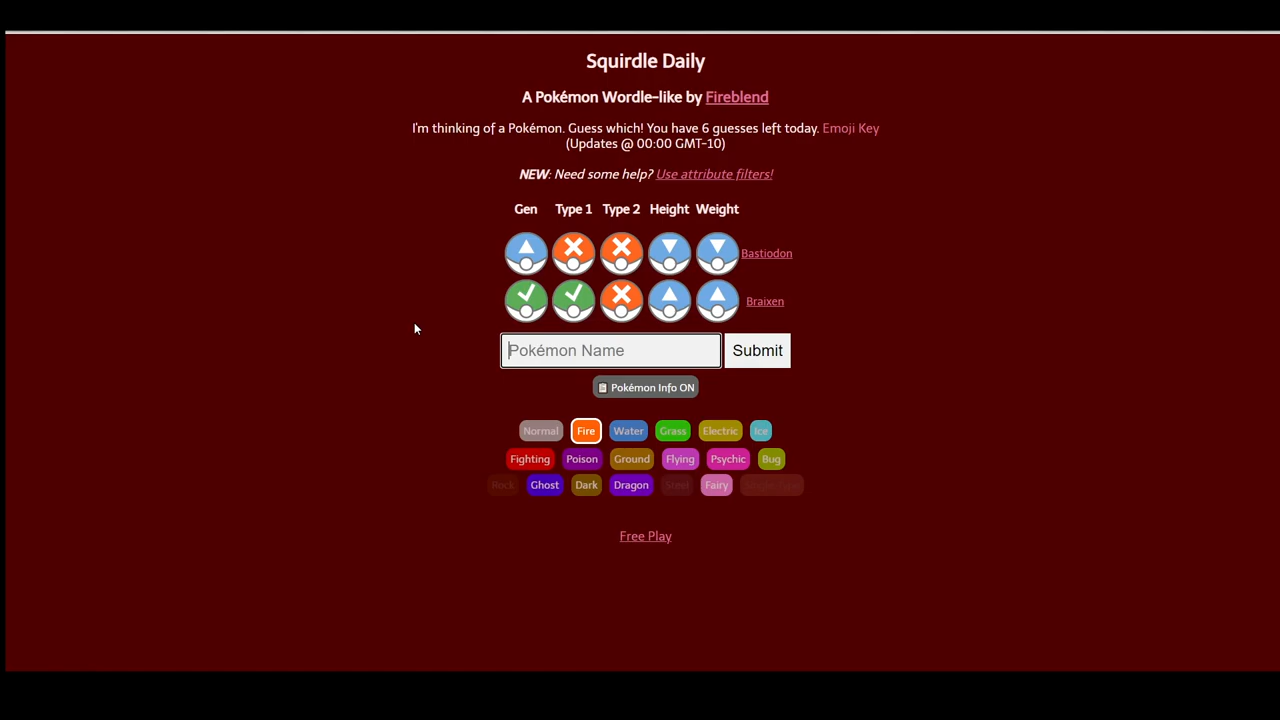 Squirdle Daily
A Pokémon Wordle-like by Fireblend
I'm thinking of a Pokémon. Guess which! You have 6 guesses left today. Emoji Key
(Updates @ 00:00 GMT-10)
NEW: Need some help? Use attribute filters!
Gen Type 1 Type 2 Height Weight
Bastiodon
Braixen
Pokémon Name Submit
Pokémon Info ON
Normal Fire Water Grass Electric Ice
Fighting Poison Ground Flying Psychic Bug
Rock Ghost Dark Dragon Steel Fairy
Free Play